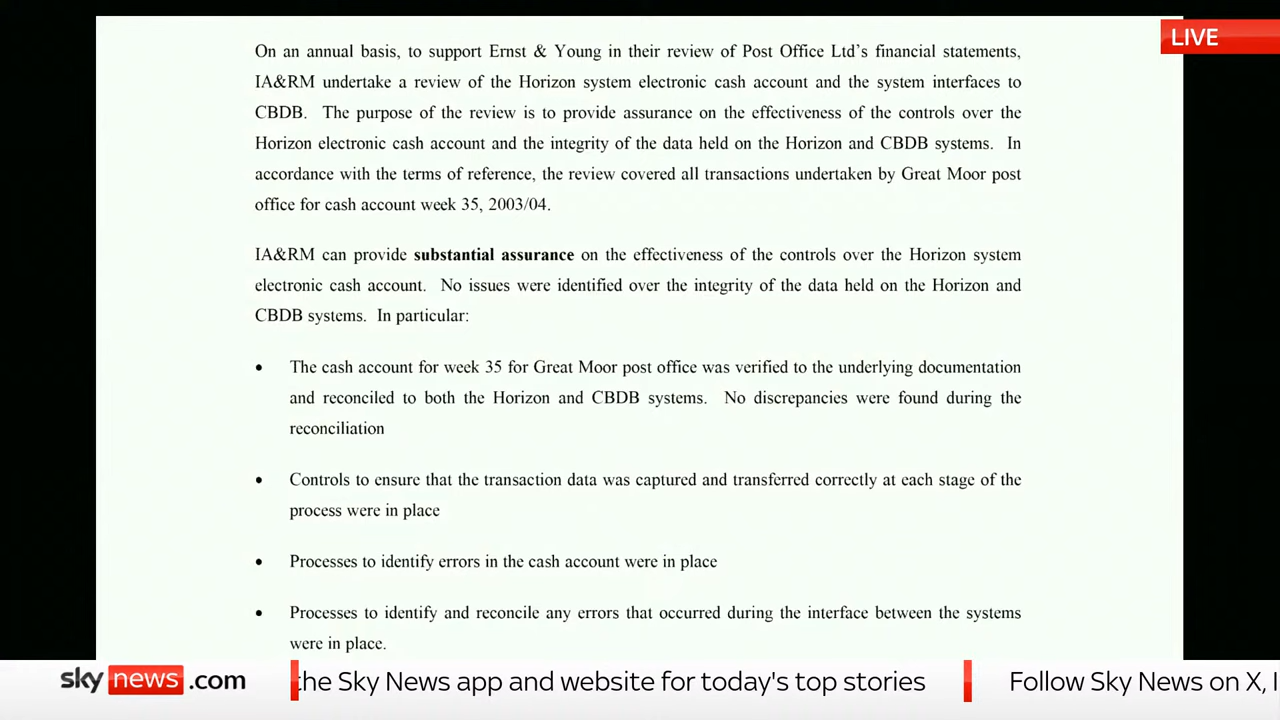 LIVE
On an annual basis, to support Ernst & Young in their review of Post Office Ltd's financial statements,
IA&RM undertake a review of the Horizon system electronic cash account and the system interfaces to
CBDB. The purpose of the review is to provide assurance on the effectiveness of the controls over the
Horizon electronic cash account and the integrity of the data held on the Horizon and CBDB systems. In
accordance with the terms of reference, the review covered all transactions undertaken by Great Moor post
office for cash account week 35, 2003/04.
IA&RM can provide substantial assurance on the effectiveness of the controls over the Horizon system
electronic cash account. No issues were identified over the integrity of the data held on the Horizon and
CBDB systems. In particular:
• The cash account for week 35 for Great Moor post office was verified to the underlying documentation
and reconciled to both the Horizon and CBDB systems. No discrepancies were found during the
reconciliation
• Controls to ensure that the transaction data was captured and transferred correctly at each stage of the
process were in place
• Processes to identify errors in the cash account were in place
• Processes to identify and reconcile any errors that occurred during the interface between the systems
were in place.
sky news .com the Sky News app and website for today's top stories Follow Sky News on X, I